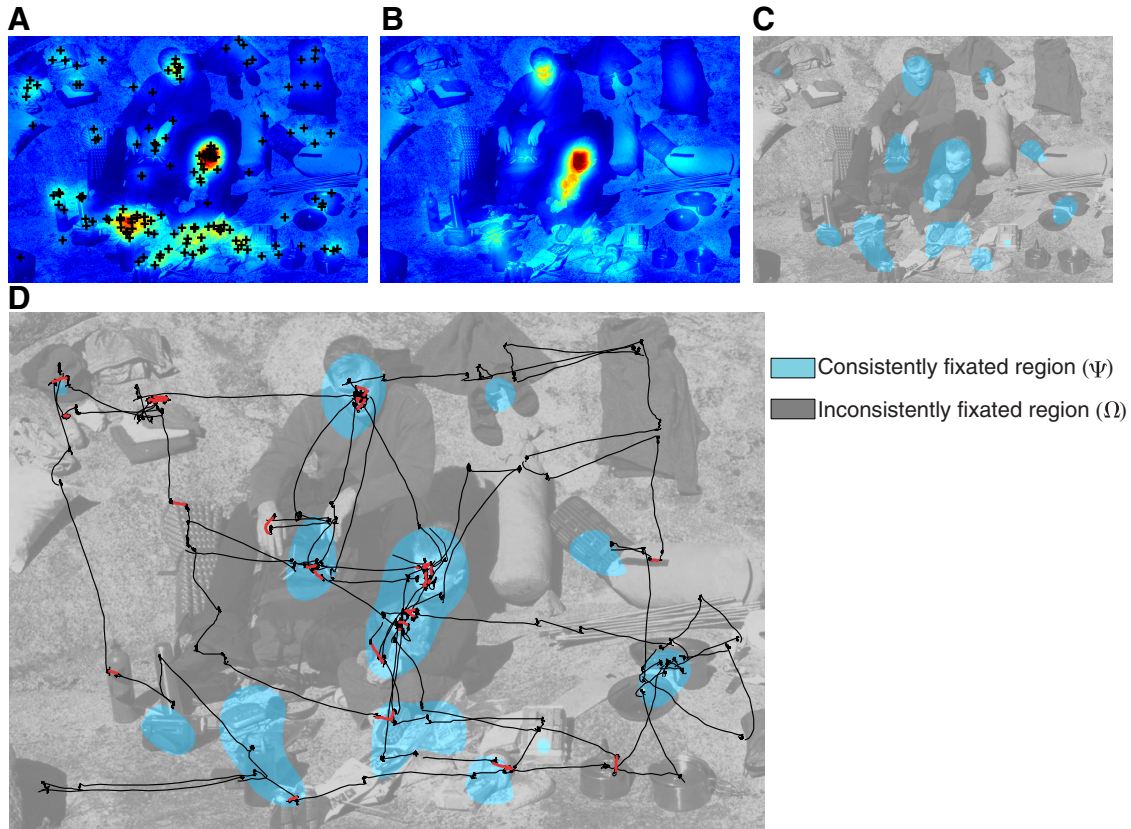 A
B
C
D
Consistently fixated region (Ψ)
Inconsistently fixated region (Ω)